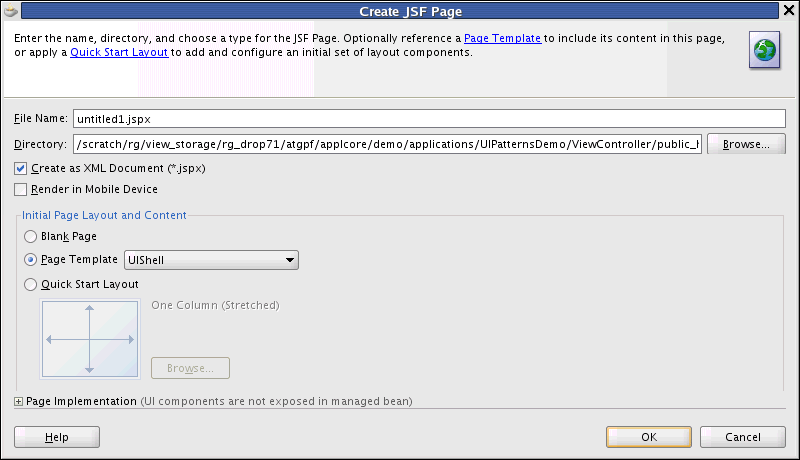 Create JSF Page
Enter the name, directory, and choose a type for the JSF Page. Optionally reference a Page Template to include its content in this page,
or apply a Quick Start Layout to add and configure an initial set of layout components.
File Name: untitled1.jspx
Directory: /scratch/rg/view_storage/rg_drop71/atgpf/applcore/demo/applications/UIPatternsDemo/ViewController/public_h Browse...
Create as XML Document (*.jspx)
Render in Mobile Device
Initial Page Layout and Content
Blank Page
Page Template UIShell
Quick Start Layout
One Column (Stretched)
Browse...
Page Implementation (UI components are not exposed in managed bean)
Help OK Cancel